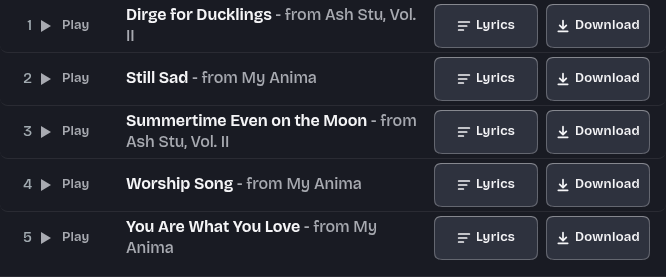 1 Play Dirge for Ducklings - from Ash Stu, Vol. Lyrics Download
II
2 Play Still Sad - from My Anima Lyrics Download
3 Play Summertime Even on the Moon - from Lyrics Download
Ash Stu, Vol. II
4 Play Worship Song - from My Anima Lyrics Download
5 Play You Are What You Love - from My Lyrics Download
Anima